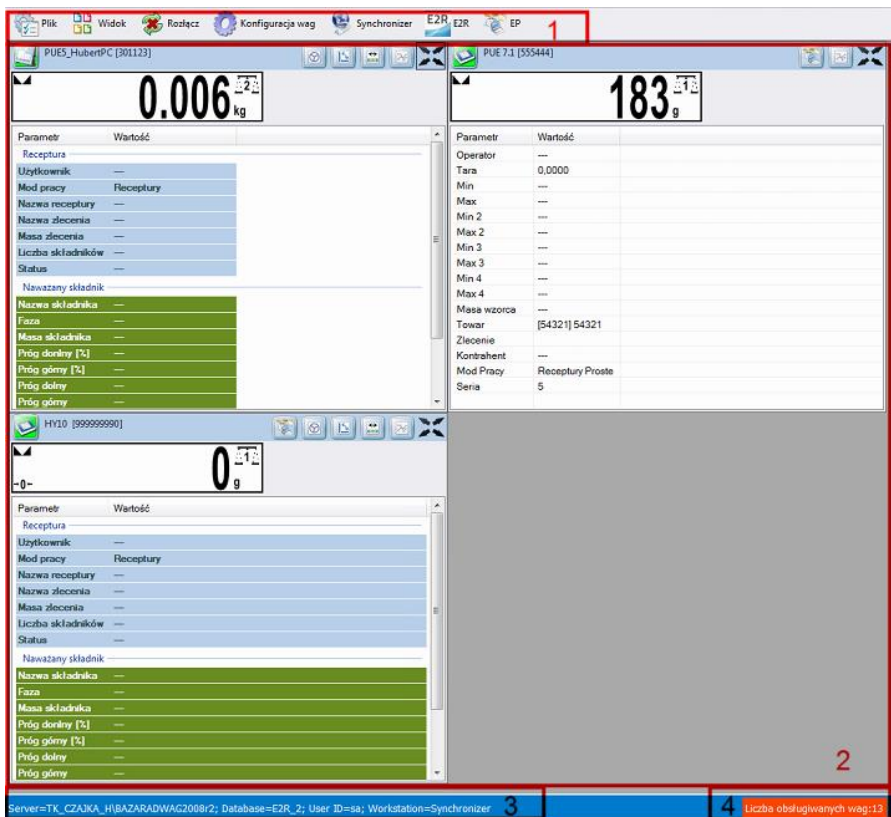 Plik Widok Rozłącz Konfiguracja wag Synchronizer E2R E2R EP 1
PUE5_HubertPC [301123]
0.006 kg 2
Parametr Wartość
Receptura
Użytkownik ---
Mod pracy Receptury
Nazwa receptury ---
Nazwa zlecenia ---
Masa zlecenia ---
Liczba składników ---
Status ---
Naważany składnik
Nazwa składnika ---
Faza ---
Masa składnika ---
Próg donlny [%] ---
Próg górny [%] ---
Próg dolny ---
Próg górny ---
PUE 7.1 [555444]
183 g 1
Parametr Wartość
Operator ---
Tara 0,0000
Min ---
Max ---
Min 2 ---
Max 2 ---
Min 3 ---
Max 3 ---
Min 4 ---
Max 4 ---
Masa wzorca ---
Towar [54321] 54321
Zlecenie
Kontrahent ---
Mod Pracy Receptury Proste
Seria 5
HY10 [999999990]
-0- 0 g 1
Parametr Wartość
Receptura
Użytkownik ---
Mod pracy Receptury
Nazwa receptury ---
Nazwa zlecenia ---
Masa zlecenia ---
Liczba składników ---
Status ---
Naważany składnik
Nazwa składnika ---
Faza ---
Masa składnika ---
Próg donlny [%] ---
Próg górny [%] ---
Próg dolny ---
Próg górny ---
2
Server=TK_CZAJKA_H\BAZARADWAG2008r2; Database=E2R_2; User ID=sa; Workstation=Synchronizer 3
4 Liczba obsługiwanych wag:13